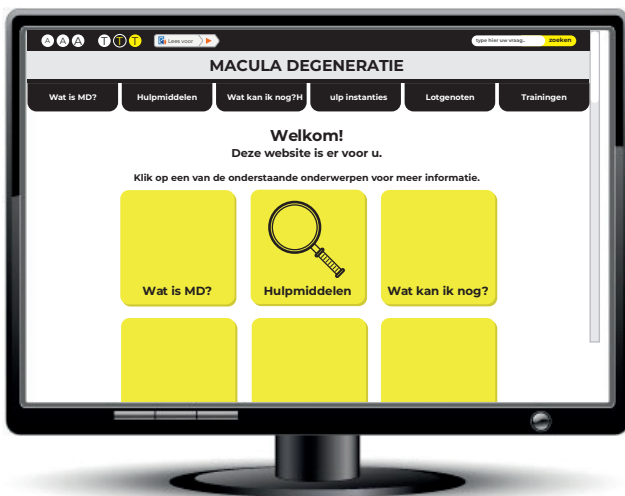 A A A T T T Lees voor type hier uw vraag... zoeken
MACULA DEGENERATIE
Wat is MD? Hulpmiddelen Wat kan ik nog?H ulp instanties Lotgenoten Trainingen
Welkom!
Deze website is er voor u.
Klik op een van de onderstaande onderwerpen voor meer informatie.
Wat is MD? Hulpmiddelen Wat kan ik nog?